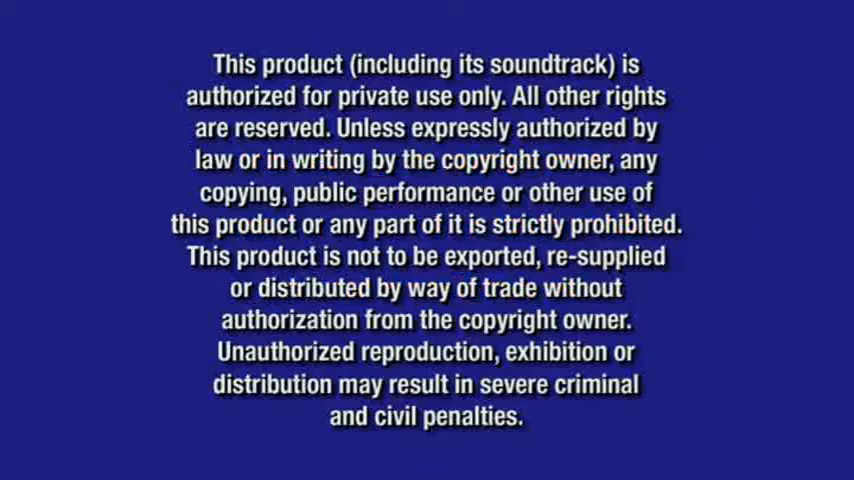 This product (including its soundtrack) is
authorized for private use only. All other rights
are reserved. Unless expressly authorized by
law or in writing by the copyright owner, any
copying, public performance or other use of
this product or any part of it is strictly prohibited.
This product is not to be exported, re-supplied
or distributed by way of trade without
authorization from the copyright owner.
Unauthorized reproduction, exhibition or
distribution may result in severe criminal
and civil penalties.